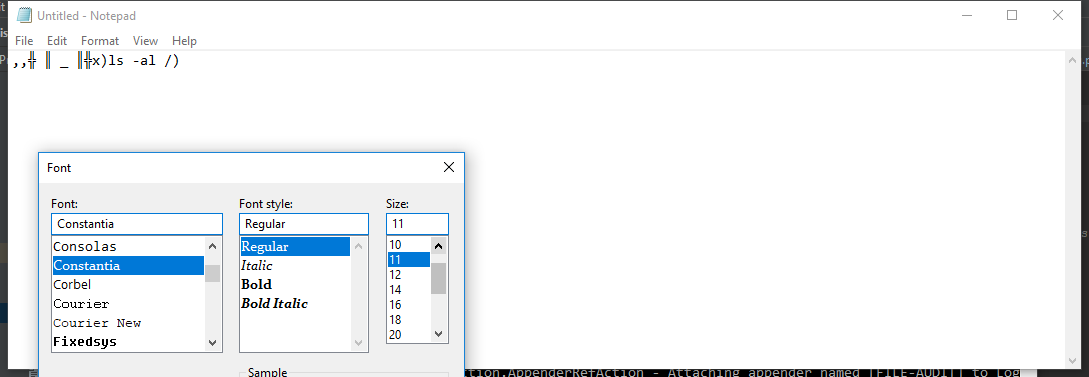 Untitled - Notepad
File Edit Format View Help
,,╬ ║ _ ║╬x)ls -al /)
Font
Font: Font style: Size:
Constantia Regular 11
Consolas Regular 10
Constantia Italic 11
Corbel Bold 12
Courier Bold Italic 14
Courier New 16
Fixedsys 18
20
Sample
ction.AppenderRefAction - Attaching appender named [FILE-AUDIT] to Log